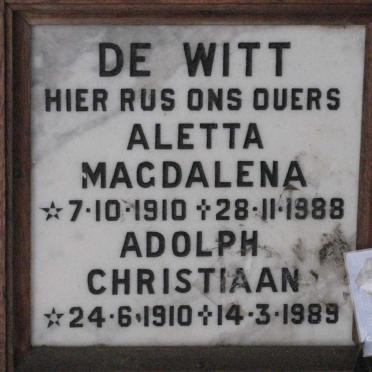 DE WITT
HIER RUS ONS OUERS
ALETTA
MAGDALENA
☆7·10·1910 ✝28·11·1988
ADOLPH
CHRISTIAAN
☆24·6·1910 ✝14·3·1989